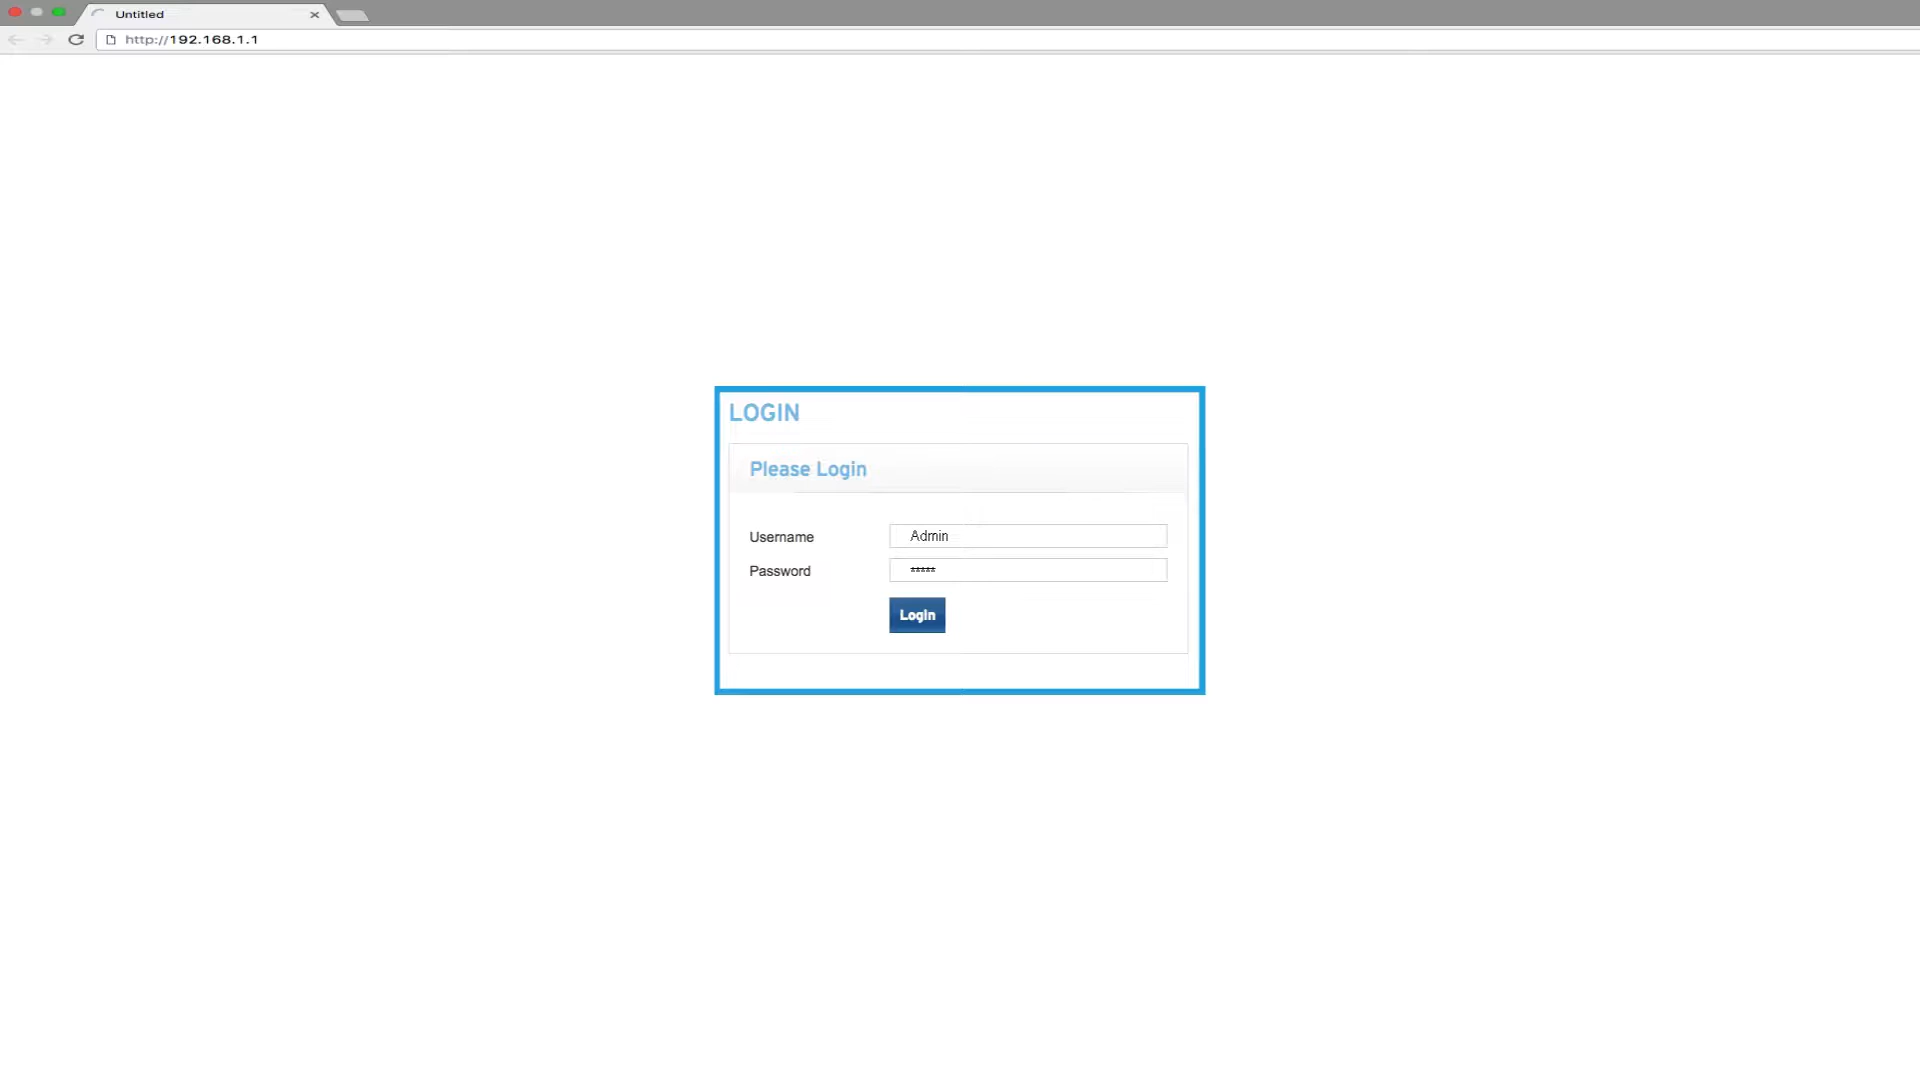 Untitled
http://192.168.1.1
LOGIN
Please Login
Username Admin
Password *****
Login